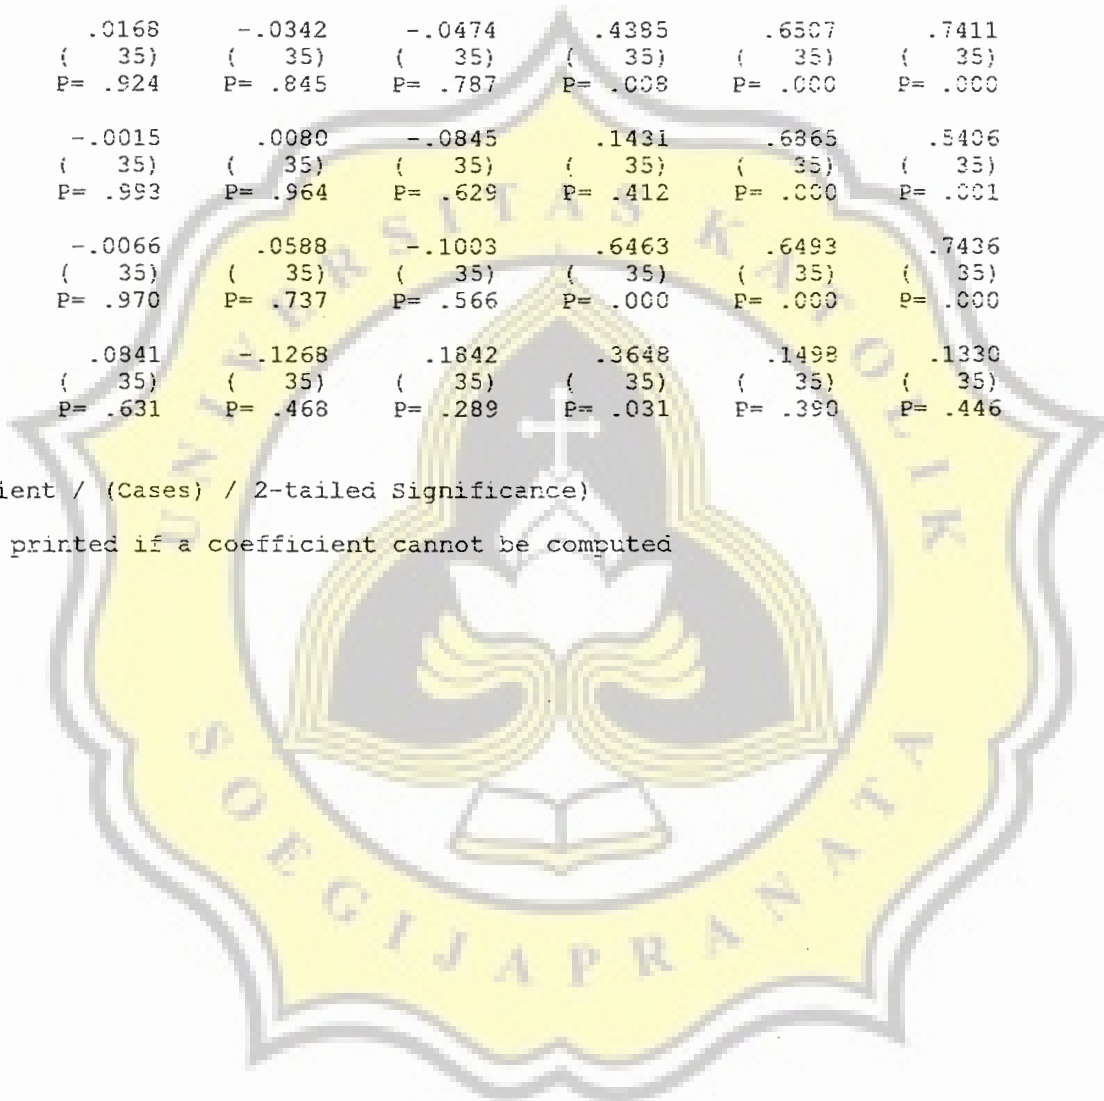 .0168 -.0342 -.0474 .4385 .6507 .7411
( 35) ( 35) ( 35) ( 35) ( 35) ( 35)
P= .924 P= .845 P= .787 P= .008 P= .000 P= .000
-.0015 .0080 -.0845 .1431 .6865 .5406
( 35) ( 35) ( 35) ( 35) ( 35) ( 35)
P= .993 P= .964 P= .629 P= .412 P= .000 P= .001
-.0066 .0588 -.1003 .6463 .6493 .7436
( 35) ( 35) ( 35) ( 35) ( 35) ( 35)
P= .970 P= .737 P= .566 P= .000 P= .000 P= .000
.0841 -.1268 .1842 .3648 .1498 .1330
( 35) ( 35) ( 35) ( 35) ( 35) ( 35)
P= .631 P= .468 P= .289 P= .031 P= .390 P= .446
ient / (Cases) / 2-tailed Significance)
printed if a coefficient cannot be computed
UNIVERSITAS KATOLIK
SOEGIJAPRANATA